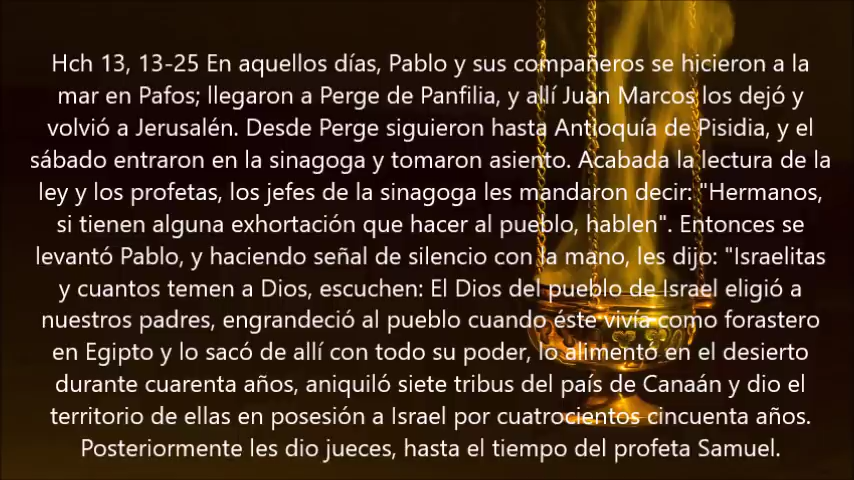 Hch 13, 13-25 En aquellos días, Pablo y sus compañeros se hicieron a la
mar en Pafos; llegaron a Perge de Panfilia, y allí Juan Marcos los dejó y
volvió a Jerusalén. Desde Perge siguieron hasta Antioquía de Pisidia, y el
sábado entraron en la sinagoga y tomaron asiento. Acabada la lectura de la
ley y los profetas, los jefes de la sinagoga les mandaron decir: "Hermanos,
si tienen alguna exhortación que hacer al pueblo, hablen". Entonces se
levantó Pablo, y haciendo señal de silencio con la mano, les dijo: "Israelitas
y cuantos temen a Dios, escuchen: El Dios del pueblo de Israel eligió a
nuestros padres, engrandeció al pueblo cuando éste vivía como forastero
en Egipto y lo sacó de allí con todo su poder, lo alimentó en el desierto
durante cuarenta años, aniquiló siete tribus del país de Canaán y dio el
territorio de ellas en posesión a Israel por cuatrocientos cincuenta años.
Posteriormente les dio jueces, hasta el tiempo del profeta Samuel.